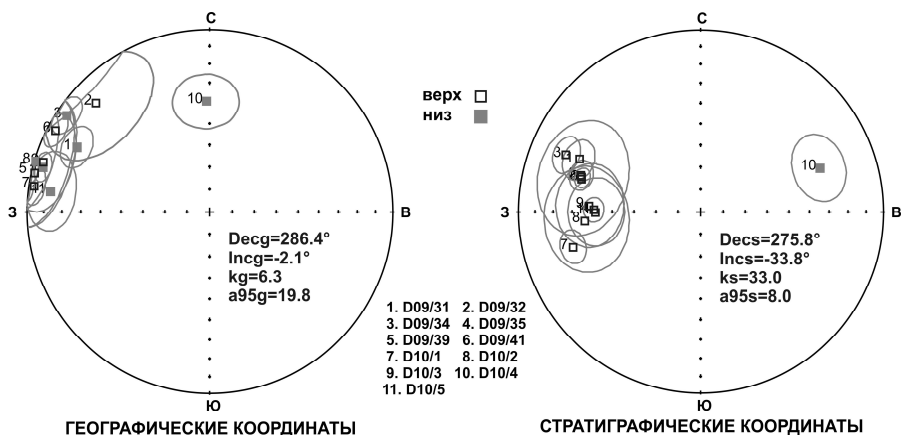 С
С
10
2
3
6
1
верх
низ
3
10
8
5
7
З
В
З
В
9
8
7
Decg=286.4°
Incg=-2.1°
kg=6.3
a95g=19.8
Decs=275.8°
Incs=-33.8°
ks=33.0
a95s=8.0
1. D09/31 2. D09/32
3. D09/34 4. D09/35
5. D09/39 6. D09/41
7. D10/1 8. D10/2
9. D10/3 10. D10/4
11. D10/5
Ю
Ю
ГЕОГРАФИЧЕСКИЕ КООРДИНАТЫ
СТРАТИГРАФИЧЕСКИЕ КООРДИНАТЫ